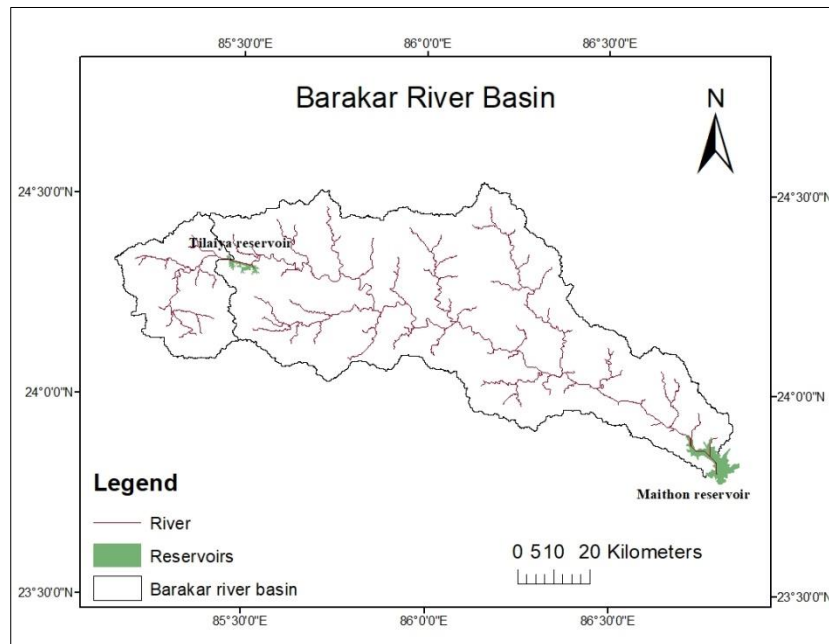 85°30'0"E 86°0'0"E 86°30'0"E
Barakar River Basin
N
24°30'0"N 24°30'0"N
Tilaiya reservoir
24°0'0"N 24°0'0"N
Maithon reservoir
Legend
River
Reservoirs
Barakar river basin
0 510 20 Kilometers
23°30'0"N 23°30'0"N
85°30'0"E 86°0'0"E 86°30'0"E